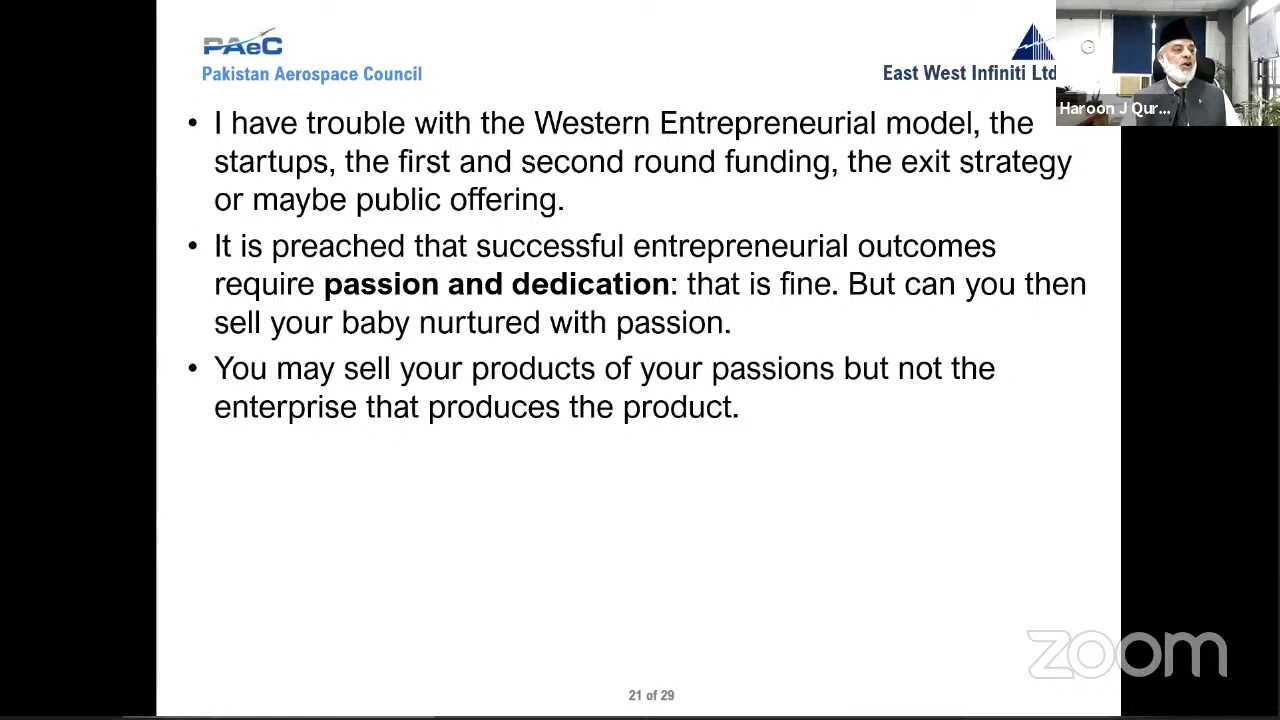 PAeC
Pakistan Aerospace Council
East West Infiniti Ltd
Haroon J Qur...
• I have trouble with the Western Entrepreneurial model, the
startups, the first and second round funding, the exit strategy
or maybe public offering.
• It is preached that successful entrepreneurial outcomes
require passion and dedication: that is fine. But can you then
sell your baby nurtured with passion.
• You may sell your products of your passions but not the
enterprise that produces the product.
zoom
21 of 29